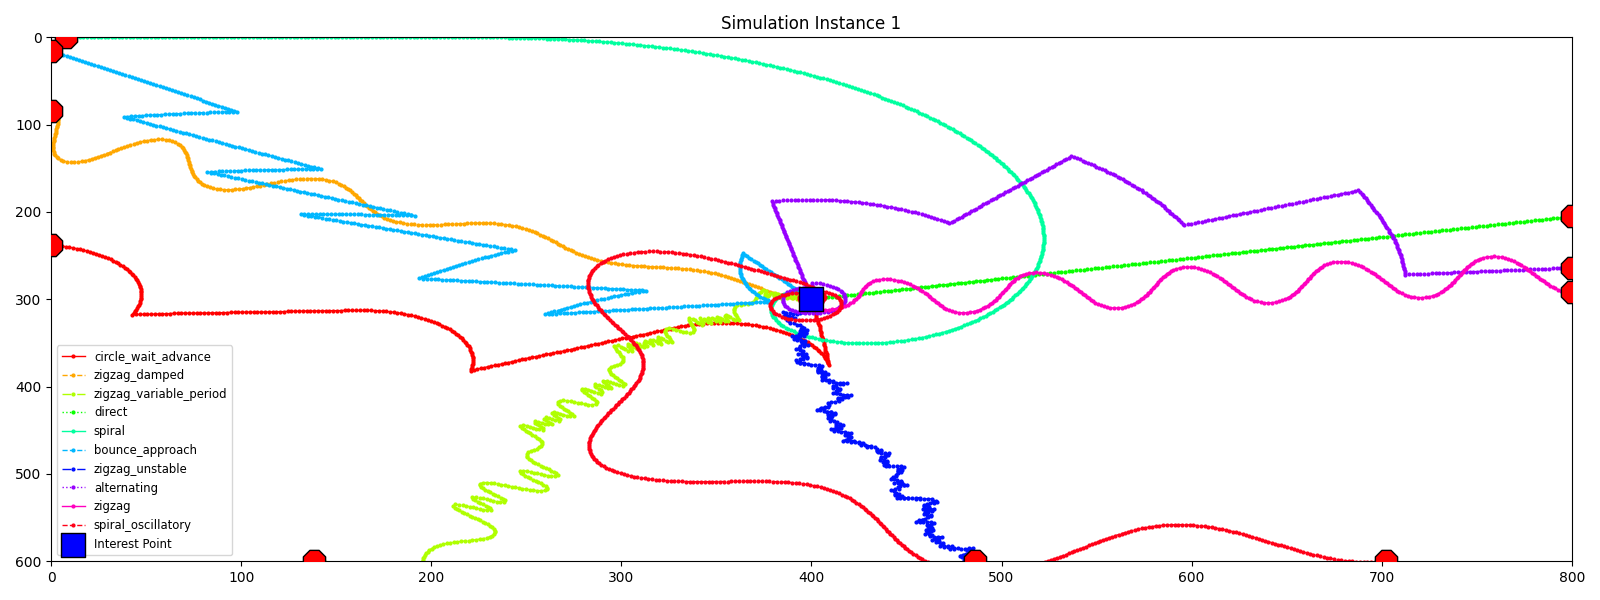 Simulation Instance 1
0
100
200
300
400
500
600
circle_wait_advance
zigzag_damped
zigzag_variable_period
direct
spiral
bounce_approach
zigzag_unstable
alternating
zigzag
spiral_oscillatory
Interest Point
0 100 200 300 400 500 600 700 800